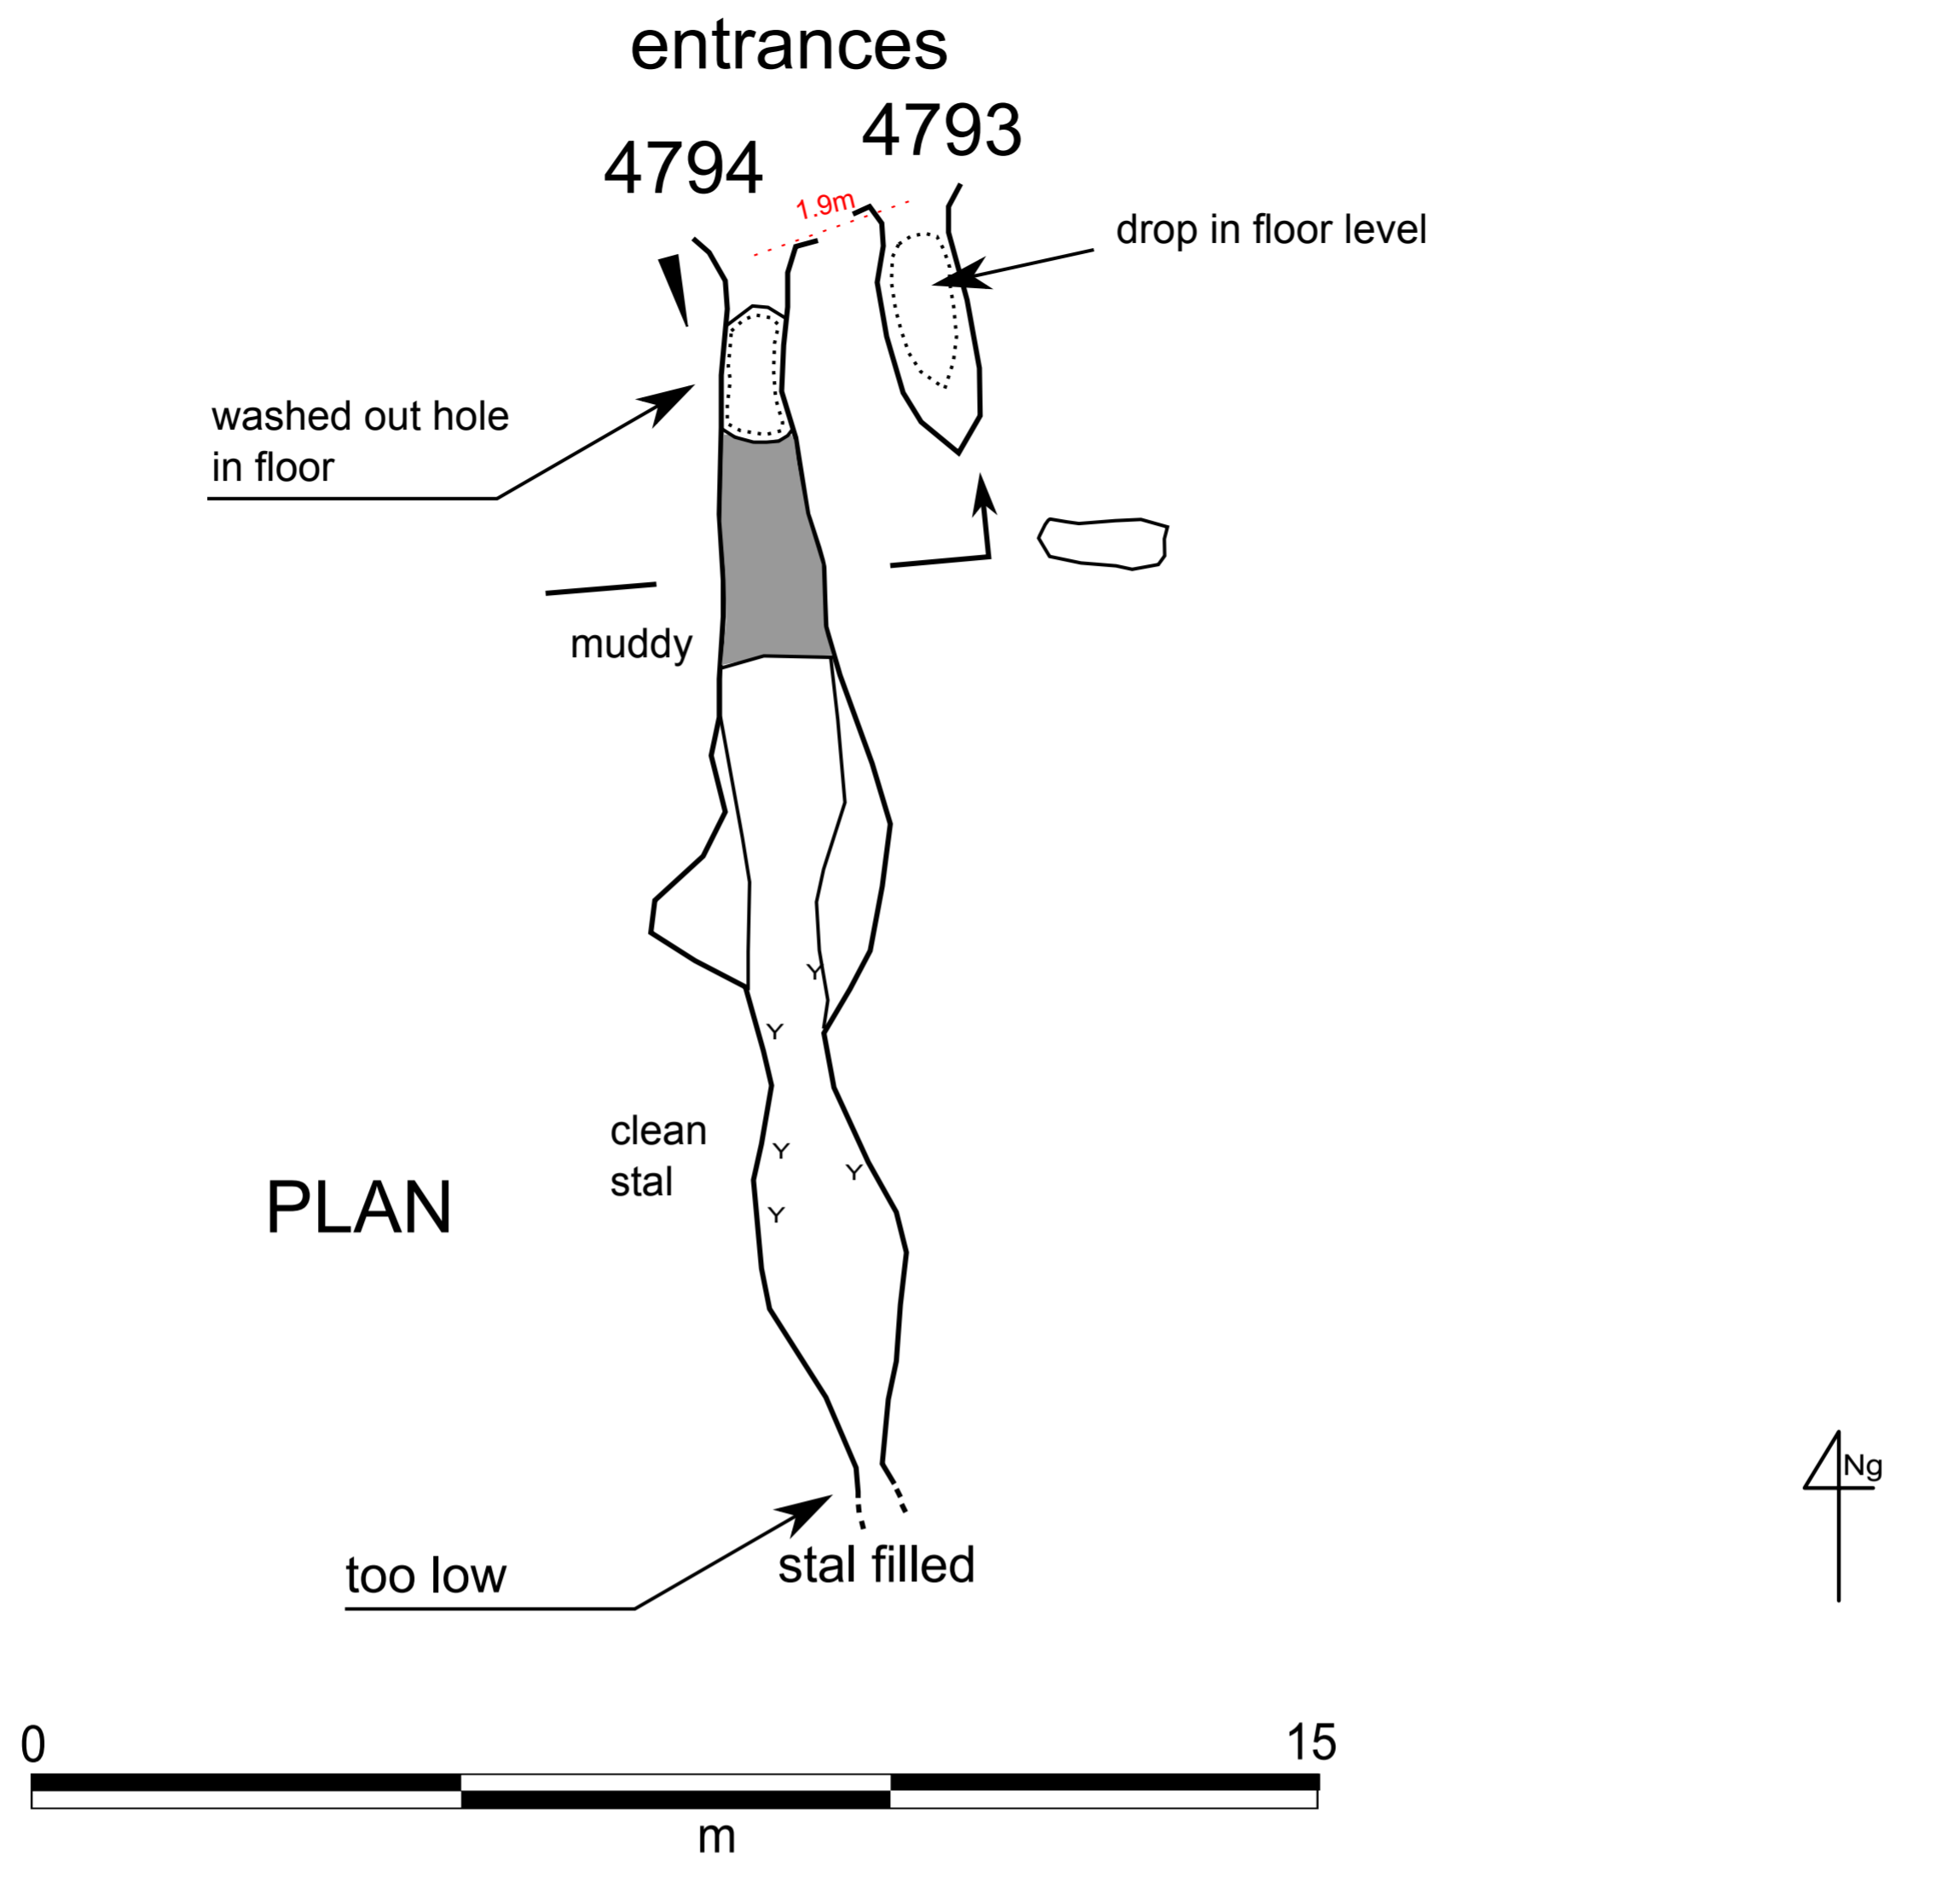 entrances
4793
4794
1.9m
drop in floor level
washed out hole
in floor
muddy
Y
Y
clean
stal
Y
Y
Y
PLAN
Ng
too low
stal filled
0
15
m